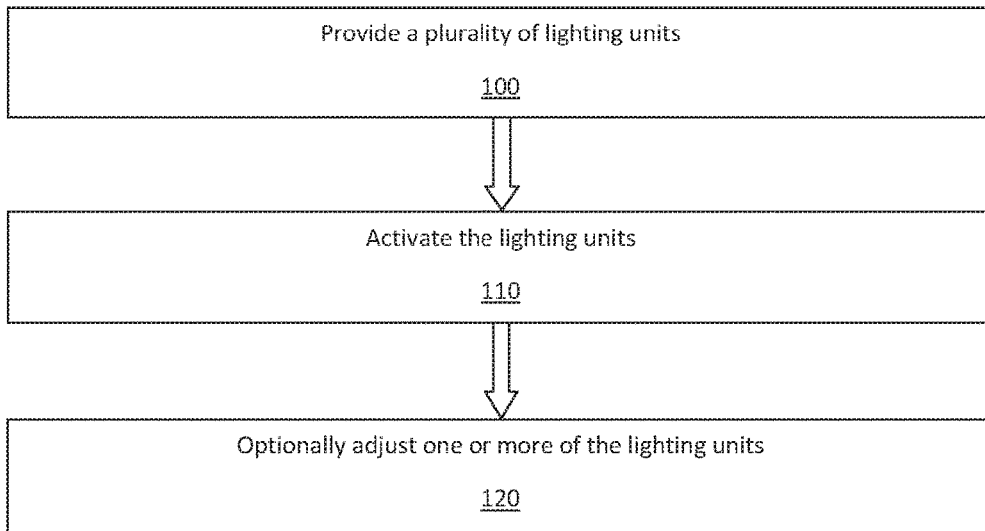 Provide a plurality of lighting units
100
Activate the lighting units
110
Optionally adjust one or more of the lighting units
120